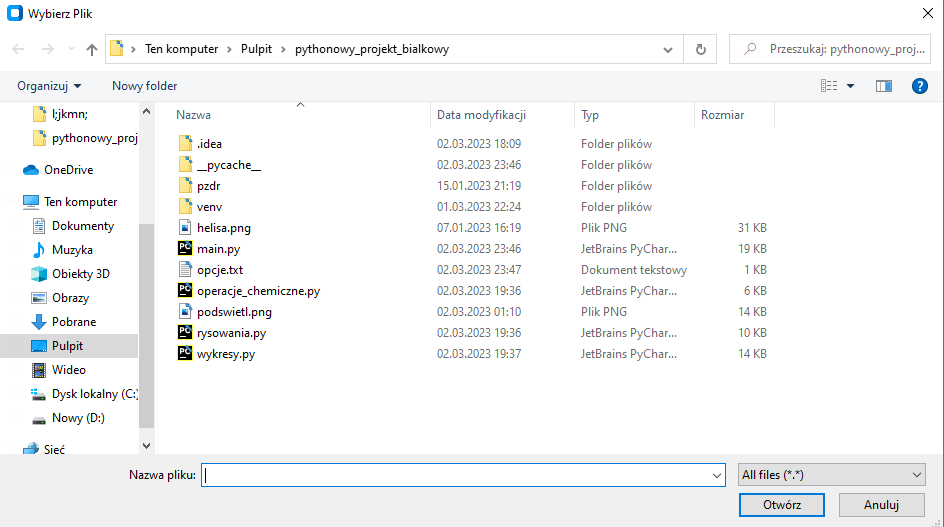 Wybierz Plik
Ten komputer > Pulpit > pythonowy_projekt_bialkowy
Przeszukaj: pythonowy_proj...
Organizuj
New folder
l;jkmn;
pythonowy_proj
OneDrive
Ten komputer
Dokumenty
Muzyka
Obiekty 3D
Obrazy
Pobrane
Pulpit
Wideo
Dysk lokalny (C:)
Nowy (D:)
Sieć
Nazwa Data modyfikacji Typ Rozmiar
.idea 02.03.2023 18:09 Folder plików
__pycache__ 02.03.2023 23:46 Folder plików
pzdr 15.01.2023 21:19 Folder plików
venv 01.03.2023 22:24 Folder plików
helisa.png 07.01.2023 16:19 Plik PNG 31 KB
main.py 02.03.2023 23:46 JetBrains PyChar... 19 KB
opcje.txt 02.03.2023 23:47 Dokument tekstowy 1 KB
operacje_chemiczne.py 02.03.2023 19:36 JetBrains PyChar... 6 KB
podswietl.png 02.03.2023 01:10 Plik PNG 14 KB
rysowania.py 02.03.2023 19:36 JetBrains PyChar... 10 KB
wykresy.py 02.03.2023 19:37 JetBrains PyChar... 14 KB
Nazwa pliku:
All files (*.*)
Otwórz
Anuluj